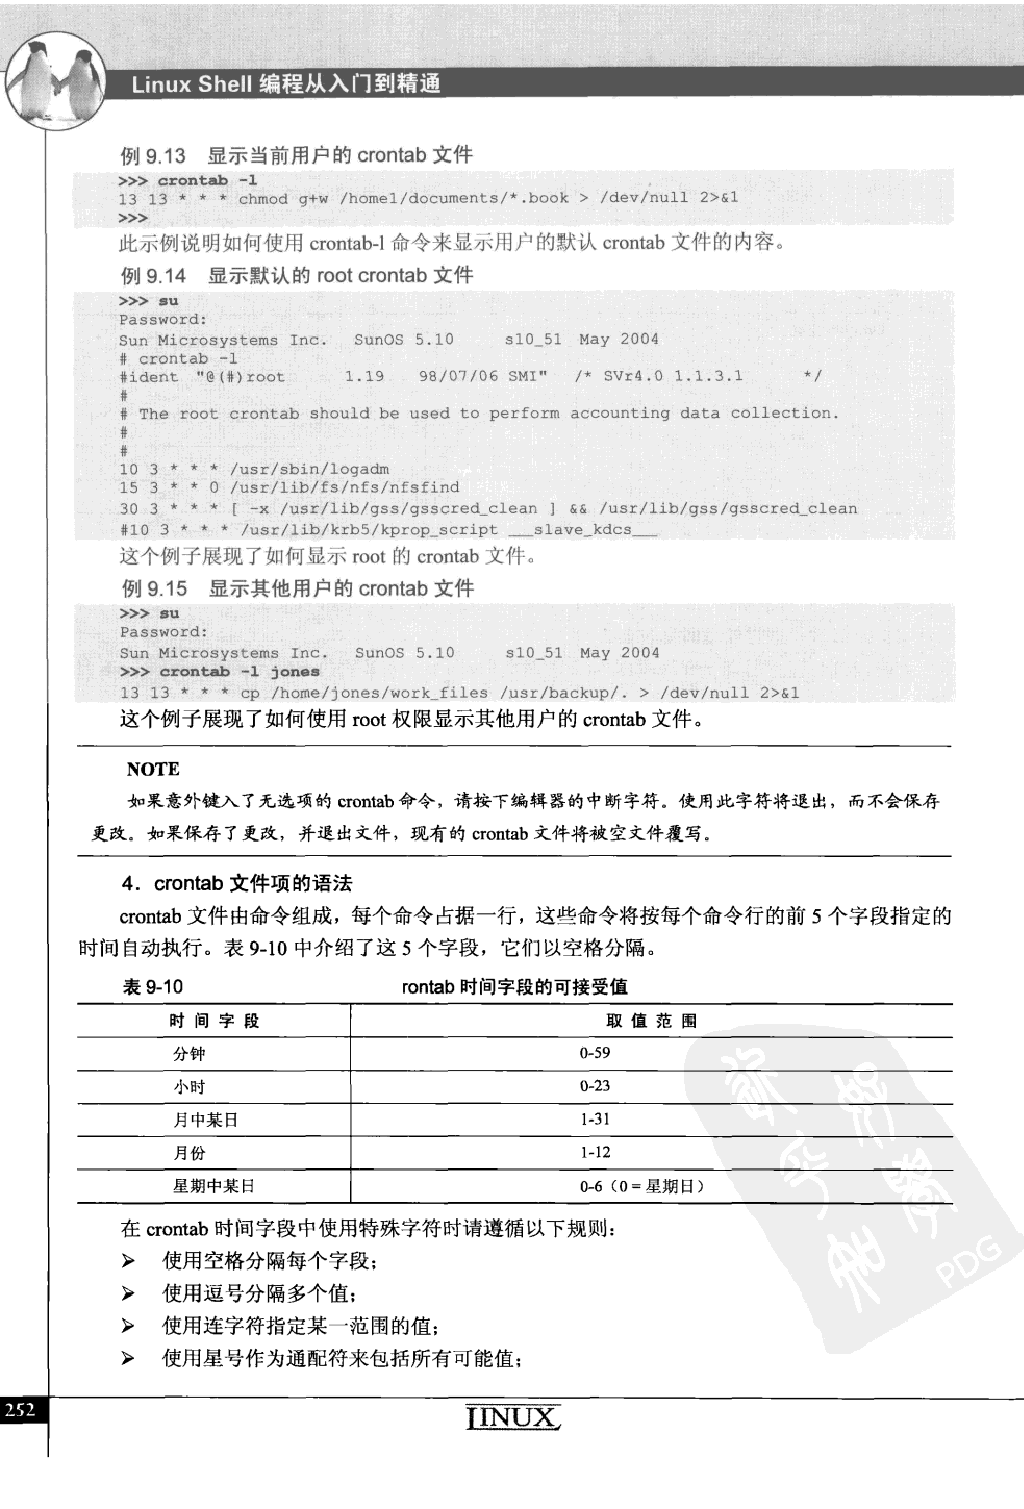 Linux Shell 编程从入门到精通
例 9.13 显示当前用户的 crontab 文件
>>> crontab -l
13 13 * * * chmod g+w /home1/documents/*.book > /dev/null 2>&1
>>>
此示例说明如何使用 crontab-l 命令来显示用户的默认 crontab 文件的内容。
例 9.14 显示默认的 root crontab 文件
>>> su
Password:
Sun Microsystems Inc. SunOS 5.10 s10_51 May 2004
# crontab -l
#ident "@(#)root 1.19 98/07/06 SMI" /* SVr4.0 1.1.3.1 */
#
# The root crontab should be used to perform accounting data collection.
#
#
10 3 * * * /usr/sbin/logadm
15 3 * * 0 /usr/lib/fs/nfs/nfsfind
30 3 * * * [ -x /usr/lib/gss/gsscred_clean ] && /usr/lib/gss/gsscred_clean
#10 3 * * * /usr/lib/krb5/kprop_script ___slave_kdcs___
这个例子展现了如何显示 root 的 crontab 文件。
例 9.15 显示其他用户的 crontab 文件
>>> su
Password:
Sun Microsystems Inc. SunOS 5.10 s10_51 May 2004
>>> crontab -l jones
13 13 * * * cp /home/jones/work_files /usr/backup/. > /dev/null 2>&1
这个例子展现了如何使用 root 权限显示其他用户的 crontab 文件。
NOTE
如果意外键入了无选项的 crontab 命令，请按下编辑器的中断字符。使用此字符将退出，而不会保存
更改。如果保存了更改，并退出文件，现有的 crontab 文件将被空文件覆写。
4．crontab 文件项的语法
crontab 文件由命令组成，每个命令占据一行，这些命令将按每个命令行的前 5 个字段指定的
时间自动执行。表 9-10 中介绍了这 5 个字段，它们以空格分隔。
表 9-10 rontab 时间字段的可接受值
时间字段 取值范围
分钟 0-59
小时 0-23
月中某日 1-31
月份 1-12
星期中某日 0-6（0 = 星期日）
在 crontab 时间字段中使用特殊字符时请遵循以下规则：
➢ 使用空格分隔每个字段；
➢ 使用逗号分隔多个值；
➢ 使用连字符指定某一范围的值；
➢ 使用星号作为通配符来包括所有可能值；
PDG
252
LINUX